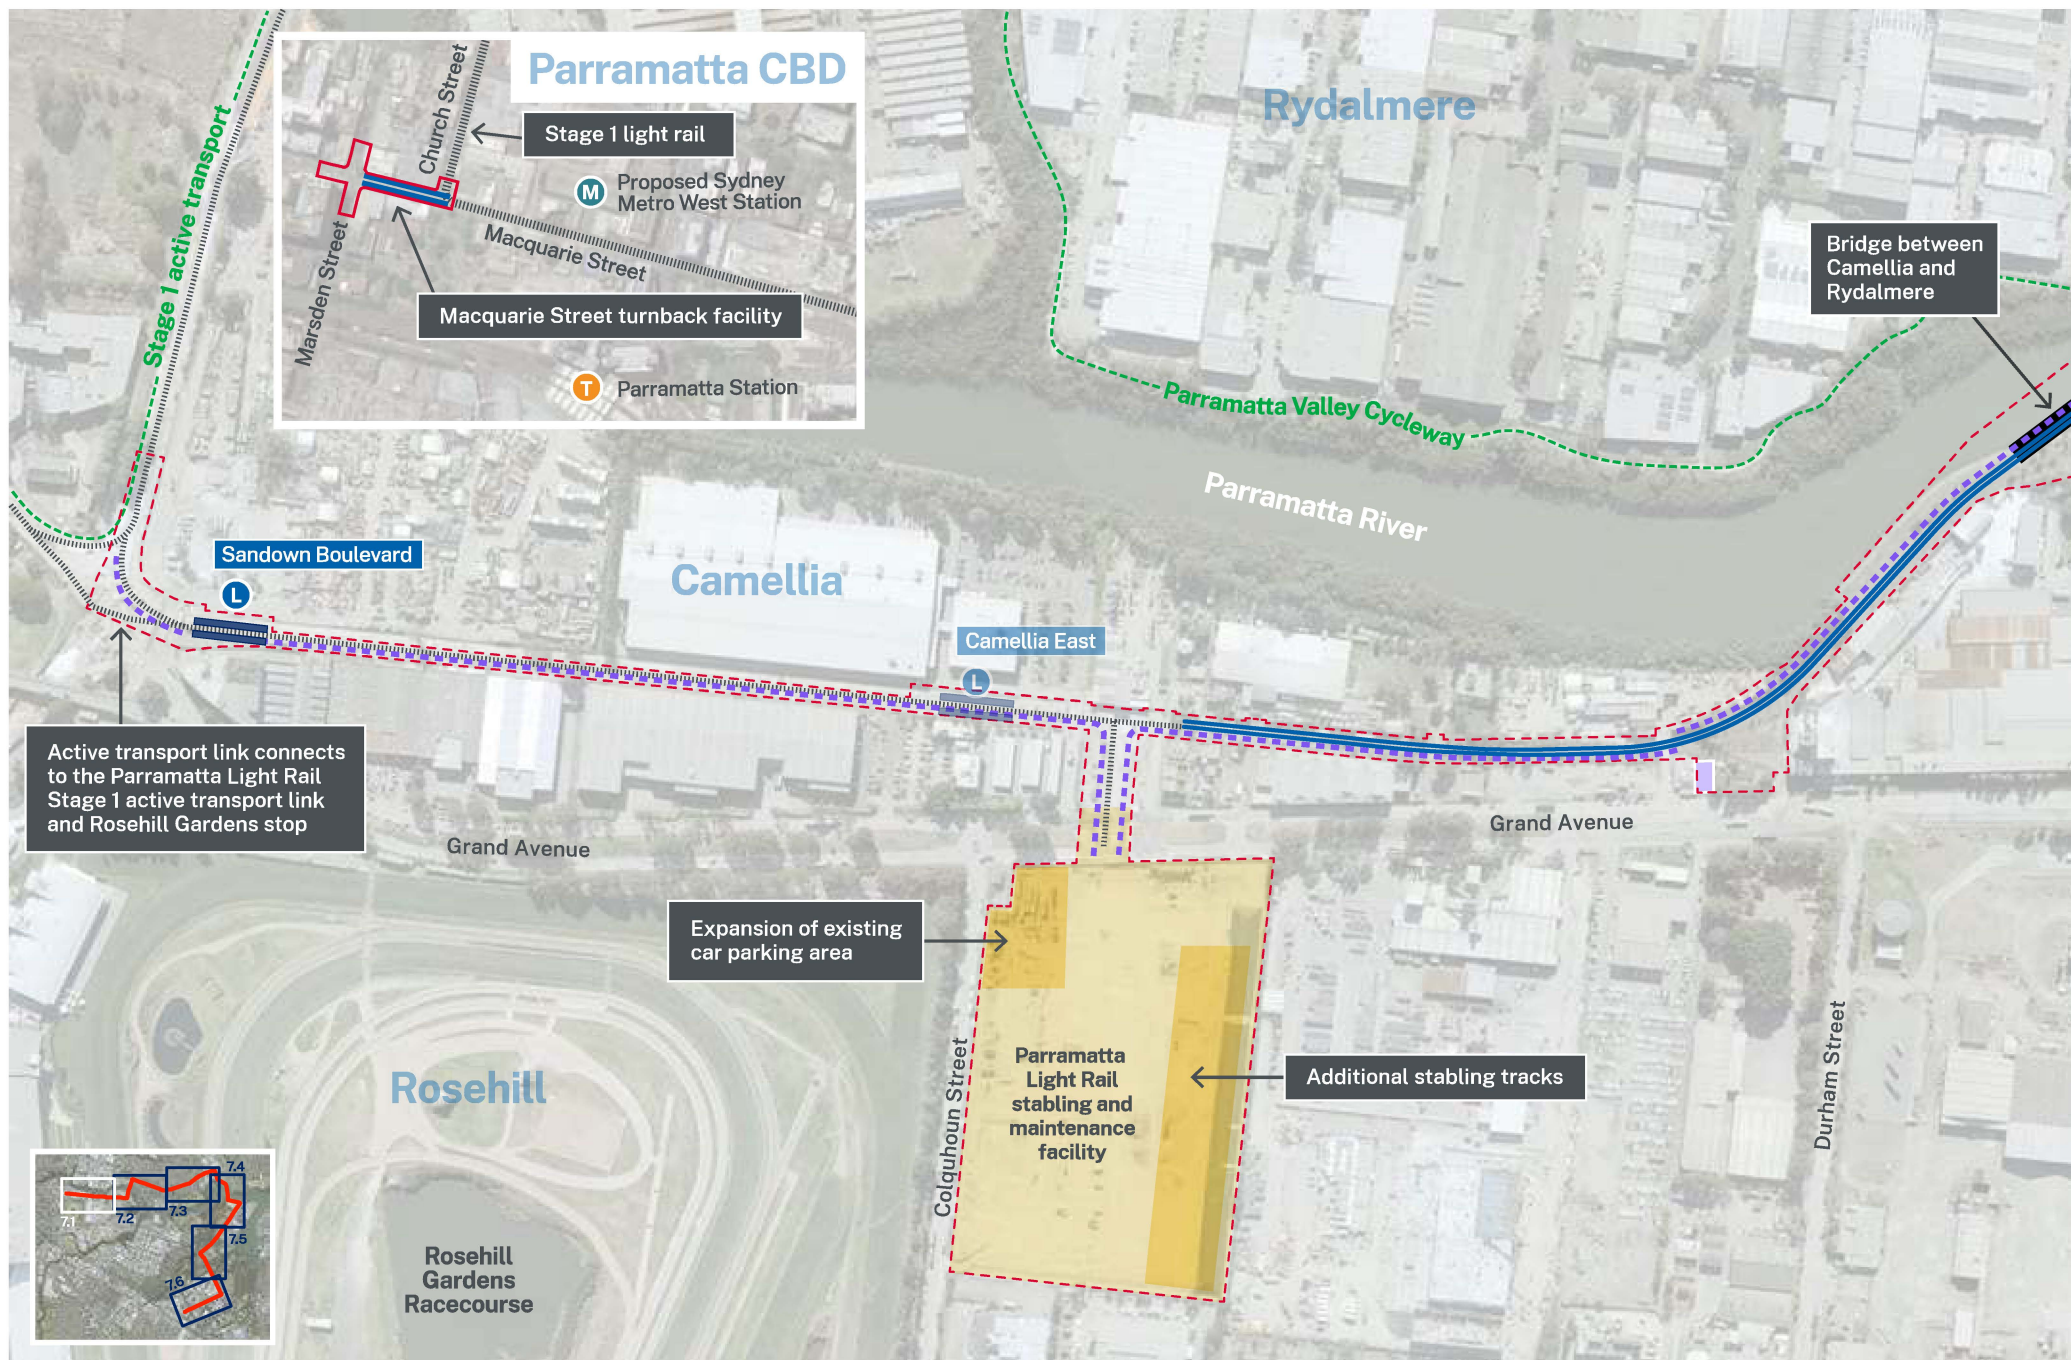 Parramatta CBD
Church Street
Stage 1 light rail
M
Proposed Sydney
Metro West Station
Macquarie Street
Marsden Street
Macquarie Street turnback facility
T
Parramatta Station
Stage 1 active transport
Rydalmere
Bridge between
Camellia and
Rydalmere
Parramatta Valley Cycleway
Parramatta River
Sandown Boulevard
L
Camellia
Camellia East
L
Active transport link connects
to the Parramatta Light Rail
Stage 1 active transport link
and Rosehill Gardens stop
Grand Avenue
Grand Avenue
Expansion of existing
car parking area
Colquhoun Street
Parramatta
Light Rail
stabling and
maintenance
facility
Additional stabling tracks
Durham Street
Rosehill
Rosehill
Gardens
Racecourse
7.1
7.2
7.3
7.4
7.5
7.6